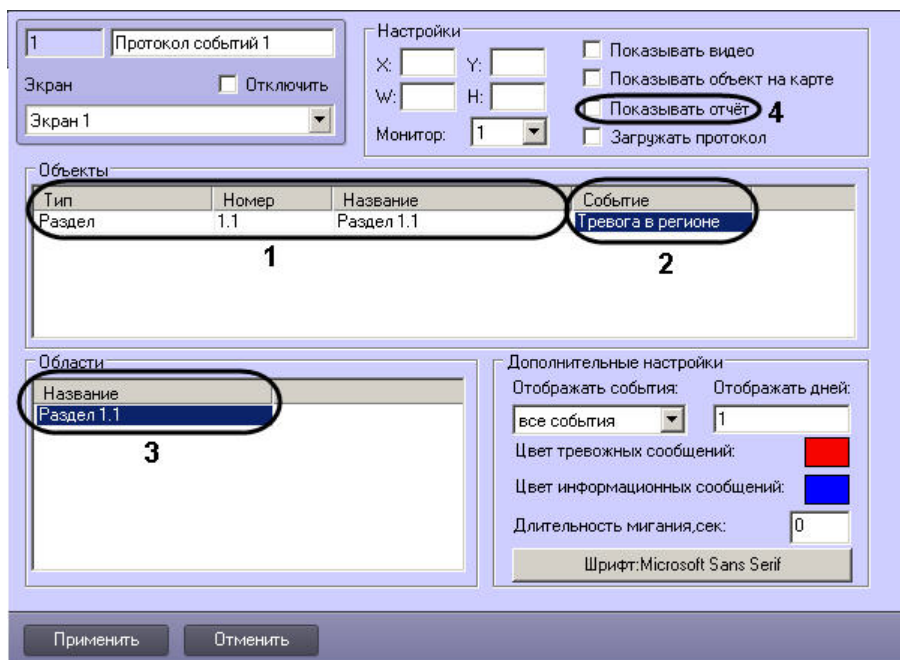 1
Протокол событий 1
Экран
Отключить
Экран 1
Настройки
X:
Y:
W:
H:
Монитор:
1
Показывать видео
Показывать объект на карте
Показывать отчёт
4
Загружать протокол
Объекты
Тип Номер Название Событие
Раздел 1.1 Раздел 1.1 Тревога в регионе
1
2
Области
Название
Раздел 1.1
3
Дополнительные настройки
Отображать события: Отображать дней:
все события 1
Цвет тревожных сообщений:
Цвет информационных сообщений:
Длительность мигания,сек: 0
Шрифт:Microsoft Sans Serif
Применить Отменить